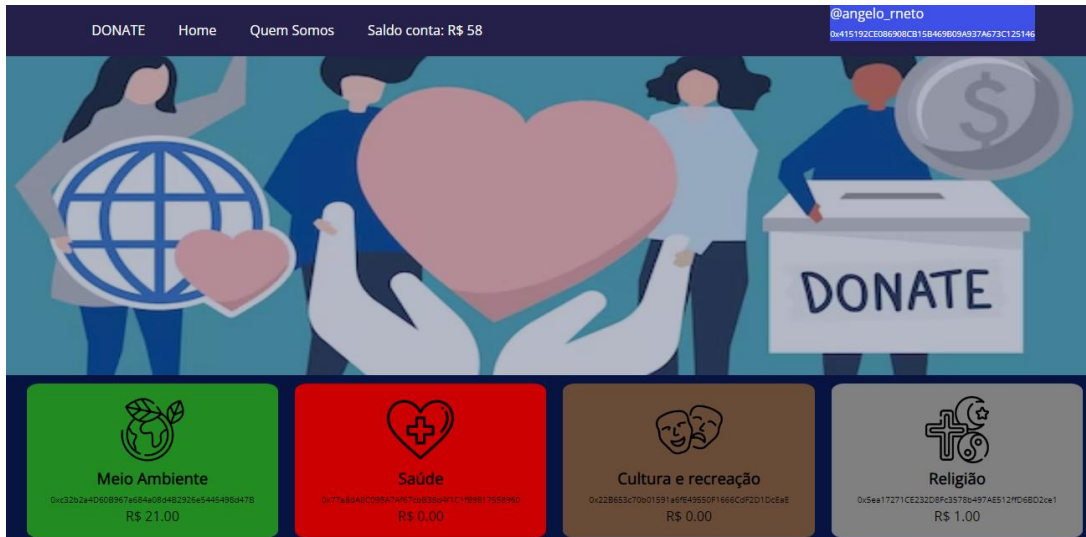 DONATE Home Quem Somos Saldo conta: R$ 58
@angelo_rneto
0x415192CE086908CB15B469B09A937A673C125146
$
DONATE
Meio Ambiente
R$ 21.00
Saúde
R$ 0.00
Cultura e recreação
R$ 0.00
Religião
R$ 1.00